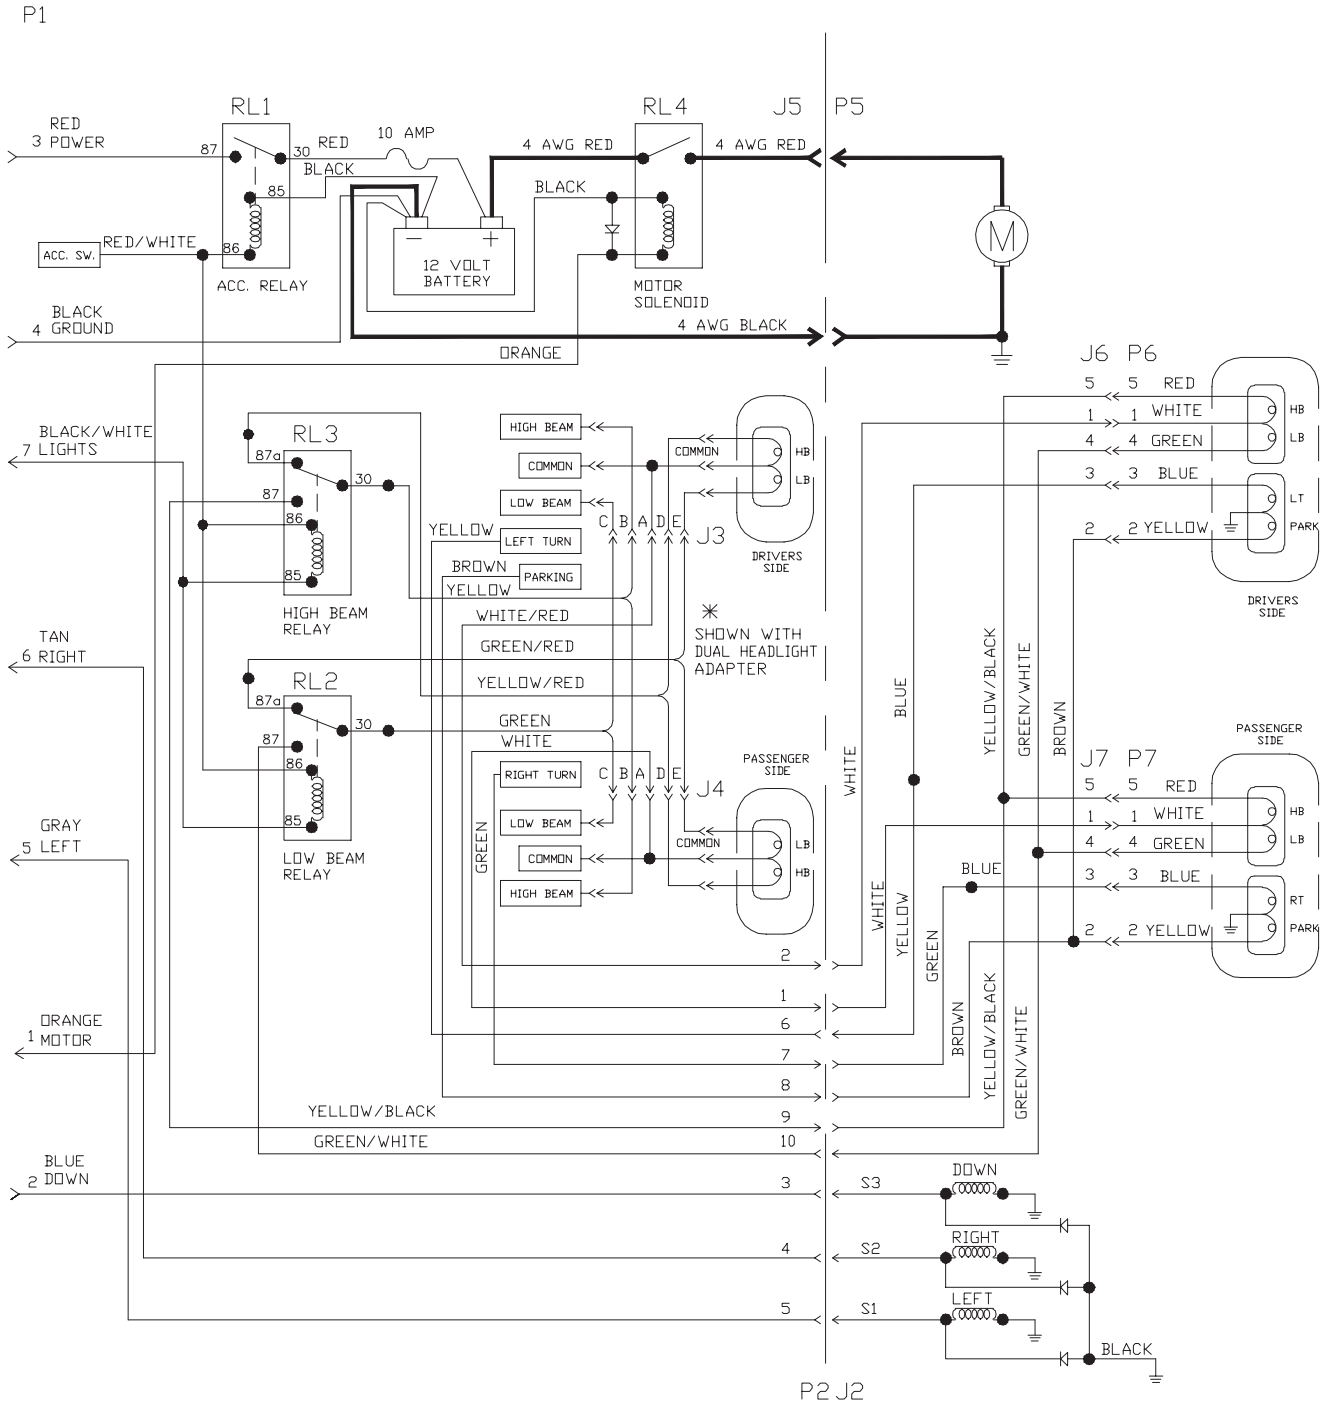 P1
RL1
RL4
J5 P5
RED
3 POWER
87
30
RED
10 AMP
BLACK
85
4 AWG RED
4 AWG RED
BLACK
RED/WHITE
ACC. SW.
86
ACC. RELAY
−
+
12 VOLT
BATTERY
MOTOR
SOLENOID
M
BLACK
4 GROUND
4 AWG BLACK
ORANGE
J6 P6
5 5 RED
1 1 WHITE
4 4 GREEN
3 3 BLUE
2 2 YELLOW
HB
LB
LT
PARK
DRIVERS
SIDE
BLACK/WHITE
7 LIGHTS
RL3
87a
30
87
86
85
HIGH BEAM
RELAY
HIGH BEAM
COMMON
LOW BEAM
LEFT TURN
PARKING
YELLOW
BROWN
YELLOW
C B A D E
J3
COMMON
HB
LB
DRIVERS
SIDE
WHITE/RED
GREEN/RED
YELLOW/RED
GREEN
WHITE
SHOWN WITH
DUAL HEADLIGHT
ADAPTER
TAN
6 RIGHT
RL2
87a
30
87
86
85
LOW BEAM
RELAY
RIGHT TURN
LOW BEAM
COMMON
HIGH BEAM
GREEN
C B A D E
J4
PASSENGER
SIDE
COMMON
LB
HB
WHITE
BLUE
YELLOW/BLACK
GREEN/WHITE
BROWN
PASSENGER
SIDE
J7 P7
5 5 RED
1 1 WHITE
4 4 GREEN
3 3 BLUE
2 2 YELLOW
HB
LB
RT
PARK
BLUE
WHITE
YELLOW
GREEN
BROWN
YELLOW/BLACK
GREEN/WHITE
GRAY
5 LEFT
ORANGE
1 MOTOR
2
1
6
7
8
YELLOW/BLACK
9
GREEN/WHITE
10
BLUE
2 DOWN
3
S3
DOWN
4
S2
RIGHT
5
S1
LEFT
BLACK
P2 J2